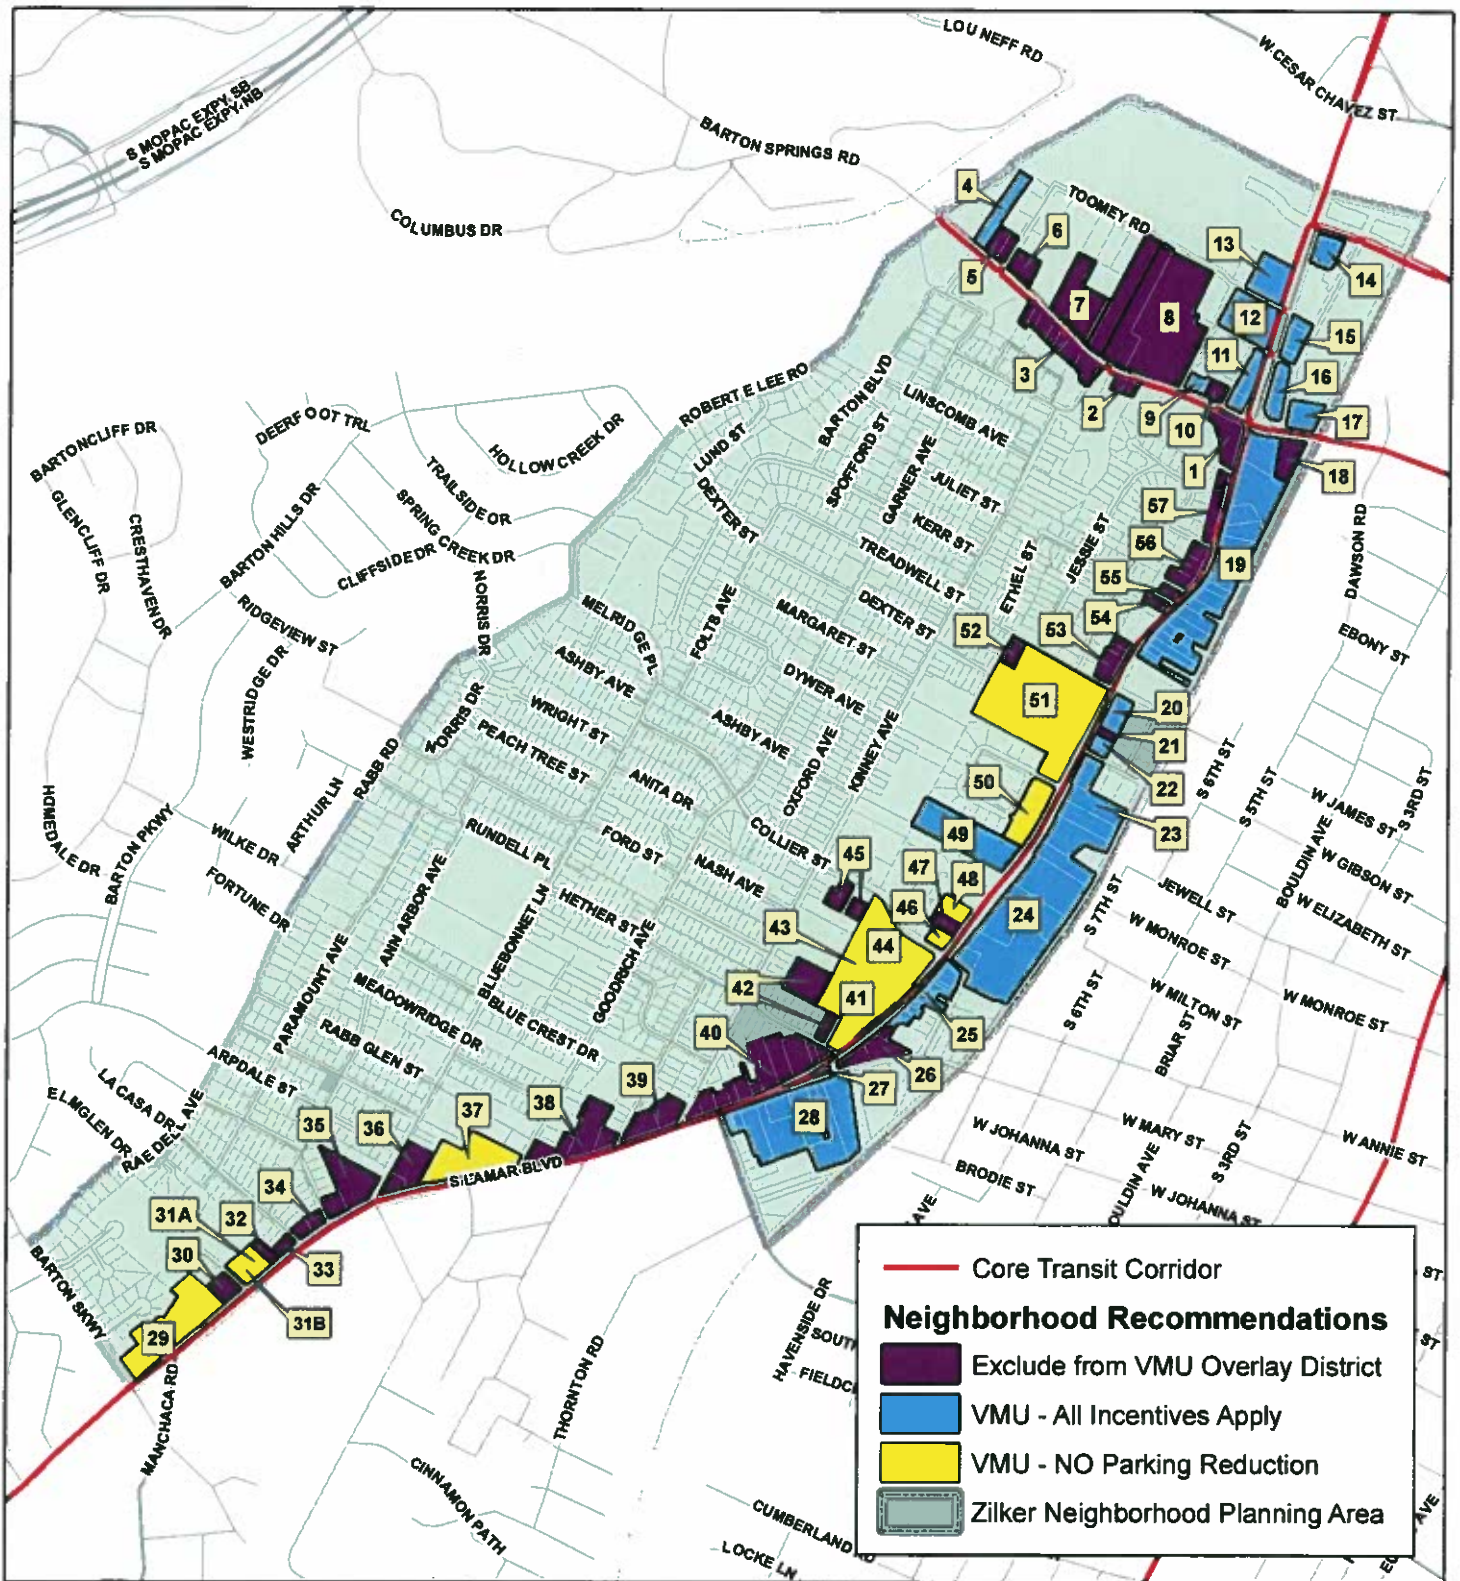 LOU NEFF RD
W CESAR CHAVEZ ST
S MOPAC EXPY SB
S MOPAC EXPY NB
BARTON SPRINGS RD
COLUMBUS DR
TOOMEY RD
4
6
5
13
14
7
8
12
15
3
11
16
2
9
10
17
1
18
ROBERT E LEE RD
BARTON BLVD
LINSCOMB AVE
LUND ST
SPOFFORD ST
GARNER AVE
JULIET ST
KERR ST
DEXTER ST
TREADWELL ST
ETHEL ST
JESSIE ST
DEERFOOT TRL
BARTONCLIFF DR
HOLLOW CREEK DR
TRAILSIDE DR
GLENCLIFF DR
CRESTHAVEN DR
BARTON HILLS DR
SPRING CREEK DR
CLIFFSIDE DR
57
56
55
54
19
DAWSON RD
RIDGEVIEW ST
NORRIS DR
MELRIDGE PL
FOLTS AVE
MARGARET ST
DEXTER ST
52
53
EBONY ST
WESTRIDGE DR
ASHBY AVE
DYWER AVE
51
20
21
22
WRIGHT ST
ASHBY AVE
OXFORD AVE
KINNEY AVE
NORRIS DR
PEACH TREE ST
ANITA DR
S 6TH ST
S 5TH ST
S 3RD ST
HOMEDALE DR
BARTON PKWY
WILKE DR
ARTHUR LN
RABB RD
50
49
23
W JAMES ST
W GIBSON ST
BOULDIN AVE
W ELIZABETH ST
RUNDELL PL
FORD ST
COLLIER ST
NASH AVE
FORTUNE DR
ANN ARBOR AVE
HETHER ST
45
47
48
46
24
S 7TH ST
JEWELL ST
W MONROE ST
BLUEBONNET LN
GOODRICH AVE
43
44
PARAMOUNT AVE
MEADOWRIDGE DR
BLUE CREST DR
42
41
25
S 6TH ST
W MILTON ST
W MONROE ST
BRIAR ST
RABB GLEN ST
ARPDALE ST
40
26
27
LA CASA DR
ELMGLEN DR
RAE DELL AVE
39
38
37
36
35
28
W JOHANNA ST
W MARY ST
S 3RD ST
W ANNIE ST
S LAMAR BLVD
BRODIE ST
W JOHANNA ST
OULDIN AVE
AVE
34
31A
32
30
33
31B
29
BARTON SKWY
MANCHACA RD
THORNTON RD
HAVENSIDE DR
SOUTH
FIELDC
CINNAMON PATH
CUMBERLAND RD
LOCKE LN
ST
ST
AVE
Core Transit Corridor
Neighborhood Recommendations
Exclude from VMU Overlay District
VMU - All Incentives Apply
VMU - NO Parking Reduction
Zilker Neighborhood Planning Area